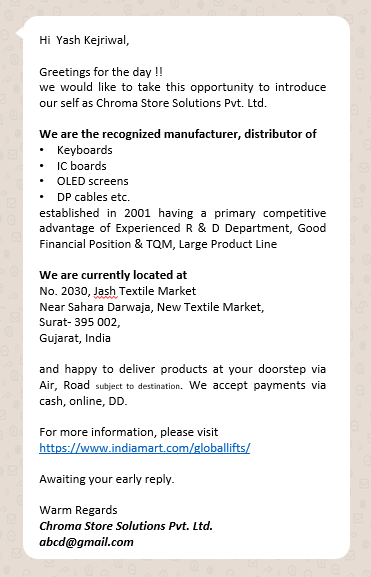 Hi  Yash Kejriwal,
Greetings for the day !!
we would like to take this opportunity to introduce
our self as Chroma Store Solutions Pvt. Ltd.
We are the recognized manufacturer, distributor of
• Keyboards
• IC boards
• OLED screens
• DP cables etc.
established in 2001 having a primary competitive
advantage of Experienced R & D Department, Good
Financial Position & TQM, Large Product Line
We are currently located at
No. 2030, Jash Textile Market
Near Sahara Darwaja, New Textile Market,
Surat- 395 002,
Gujarat, India
and happy to deliver products at your doorstep via
Air, Road subject to destination. We accept payments via
cash, online, DD.
For more information, please visit
https://www.indiamart.com/globallifts/
Awaiting your early reply.
Warm Regards
Chroma Store Solutions Pvt. Ltd.
abcd@gmail.com